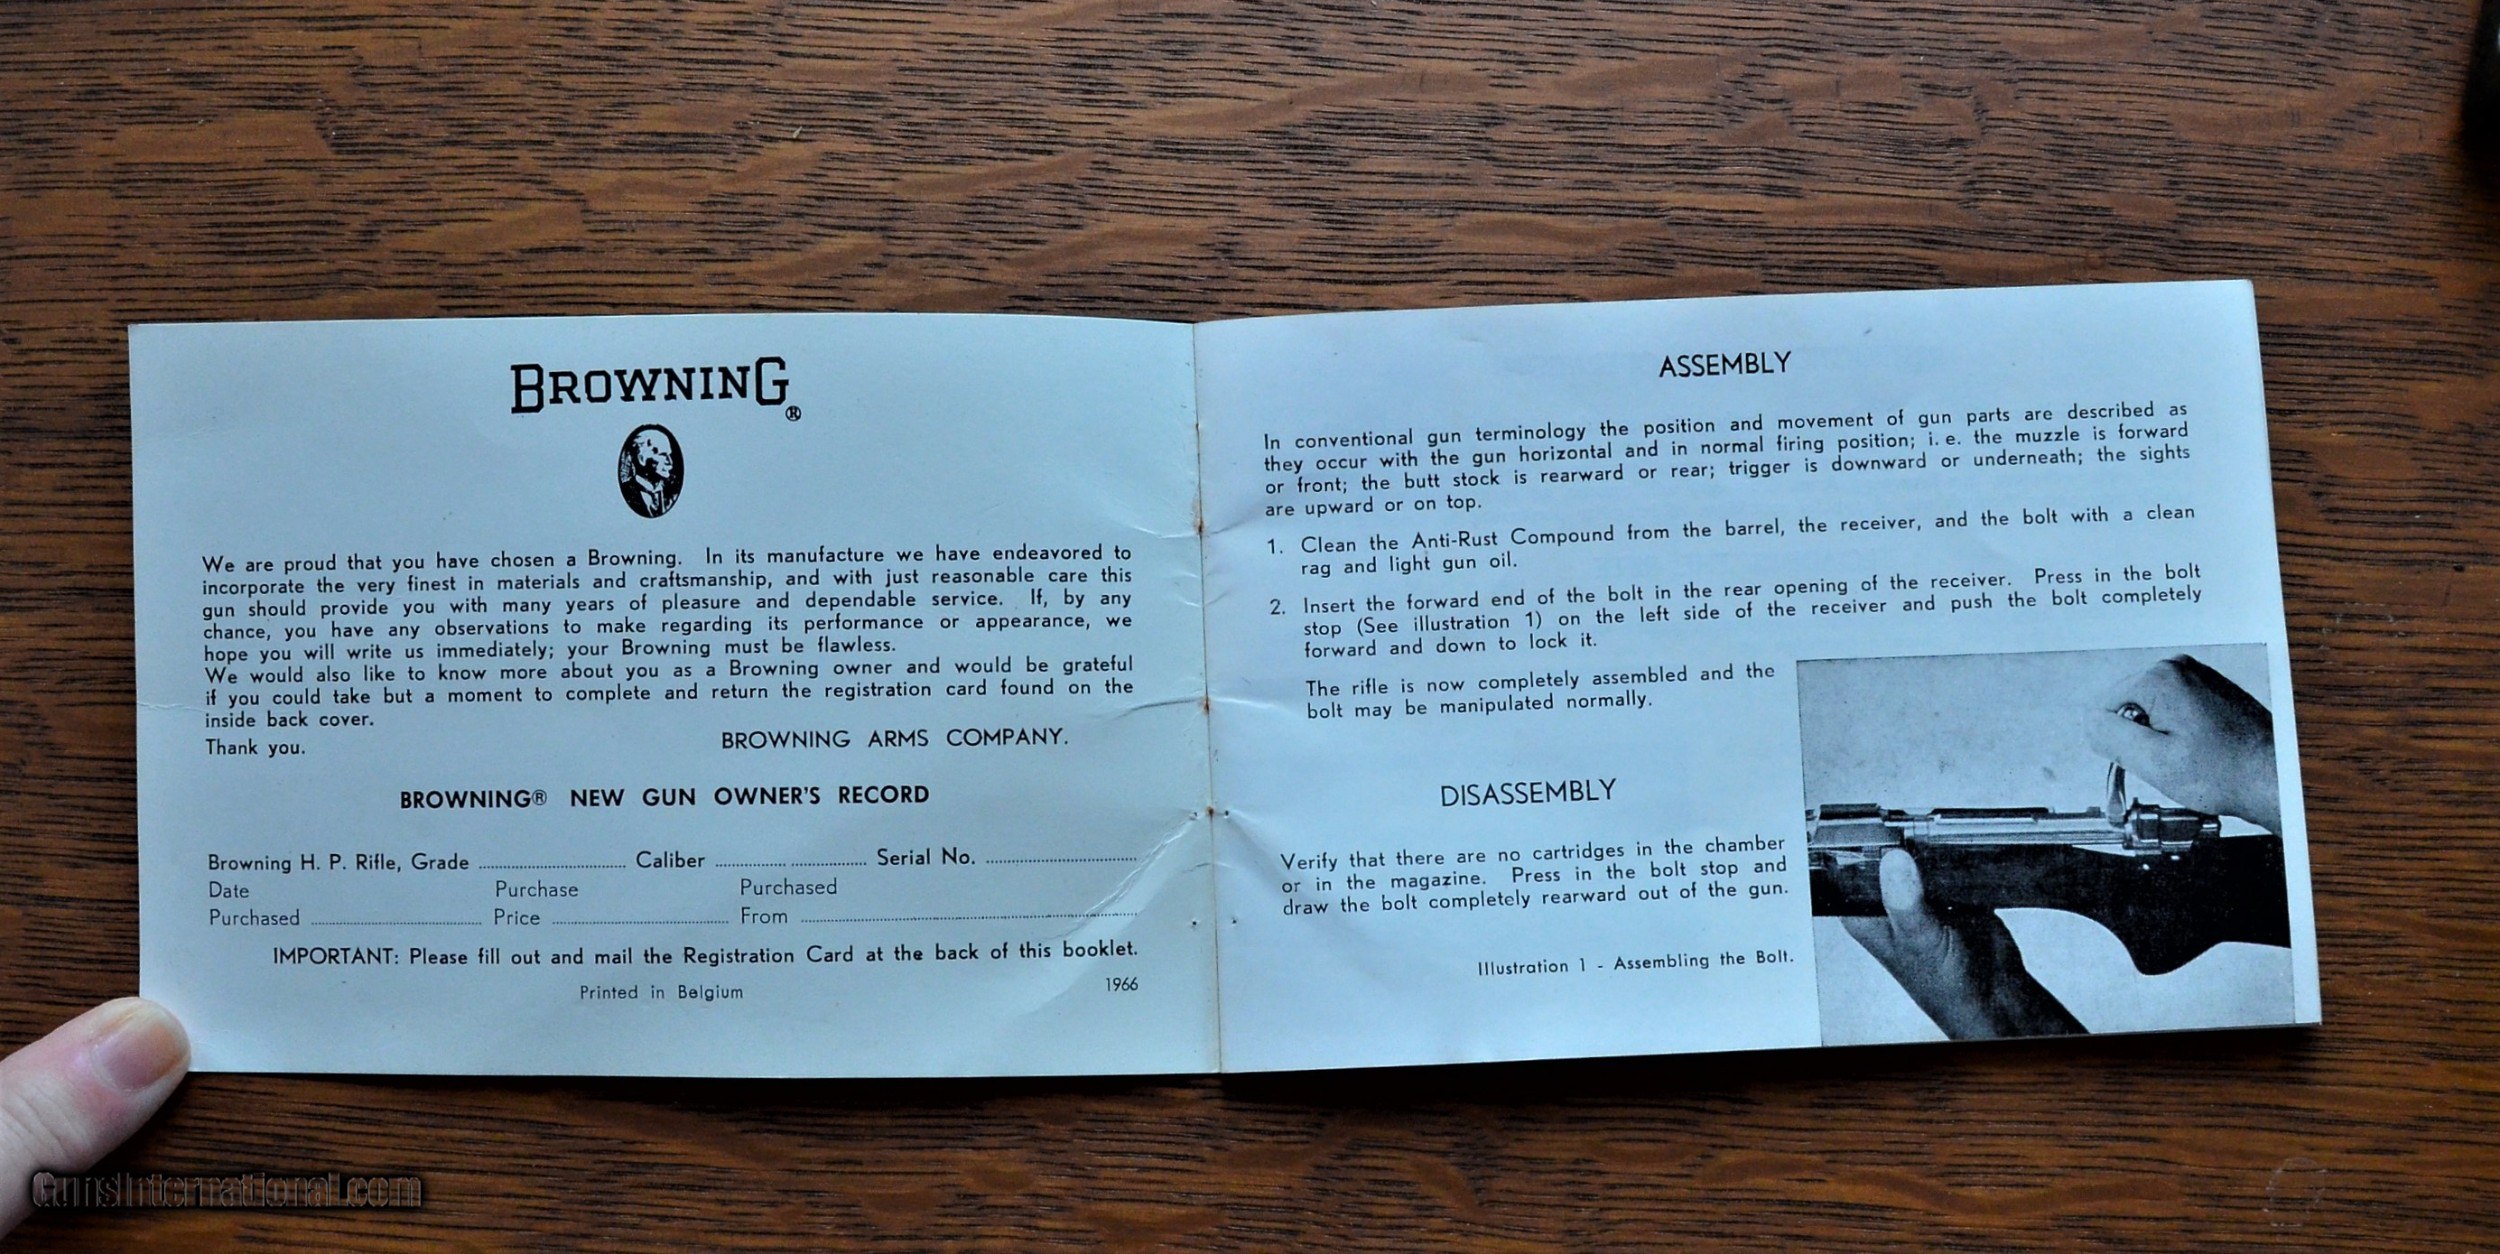 BROWNING®
We are proud that you have chosen a Browning. In its manufacture we have endeavored to
incorporate the very finest in materials and craftsmanship, and with just reasonable care this
gun should provide you with many years of pleasure and dependable service. If, by any
chance, you have any observations to make regarding its performance or appearance, we
hope you will write us immediately; your Browning must be flawless.
We would also like to know more about you as a Browning owner and would be grateful
if you could take but a moment to complete and return the registration card found on the
inside back cover.
Thank you. BROWNING ARMS COMPANY.
BROWNING® NEW GUN OWNER'S RECORD
Browning H. P. Rifle, Grade ........ Caliber ........ Serial No. ........
Date Purchase Purchased
Purchased ........ Price ........ From ........
IMPORTANT: Please fill out and mail the Registration Card at the back of this booklet.
Printed in Belgium 1966
ASSEMBLY
In conventional gun terminology the position and movement of gun parts are described as
they occur with the gun horizontal and in normal firing position; i. e. the muzzle is forward
or front; the butt stock is rearward or rear; trigger is downward or underneath; the sights
are upward or on top.
1. Clean the Anti-Rust Compound from the barrel, the receiver, and the bolt with a clean
rag and light gun oil.
2. Insert the forward end of the bolt in the rear opening of the receiver. Press in the bolt
stop (See illustration 1) on the left side of the receiver and push the bolt completely
forward and down to lock it.
The rifle is now completely assembled and the
bolt may be manipulated normally.
DISASSEMBLY
Verify that there are no cartridges in the chamber
or in the magazine. Press in the bolt stop and
draw the bolt completely rearward out of the gun.
Illustration 1 - Assembling the Bolt.
GunsInternational.com